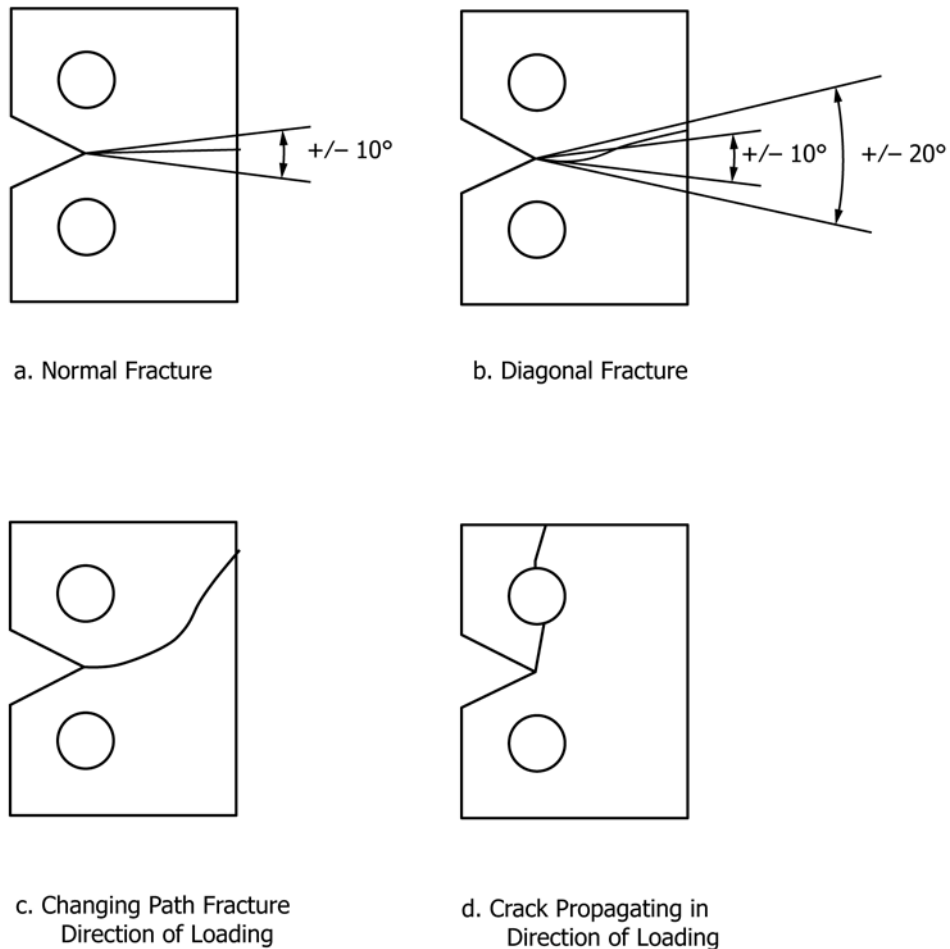 +/– 10°
+/– 10°
+/– 20°
a. Normal Fracture
b. Diagonal Fracture
c. Changing Path Fracture
Direction of Loading
d. Crack Propagating in
Direction of Loading